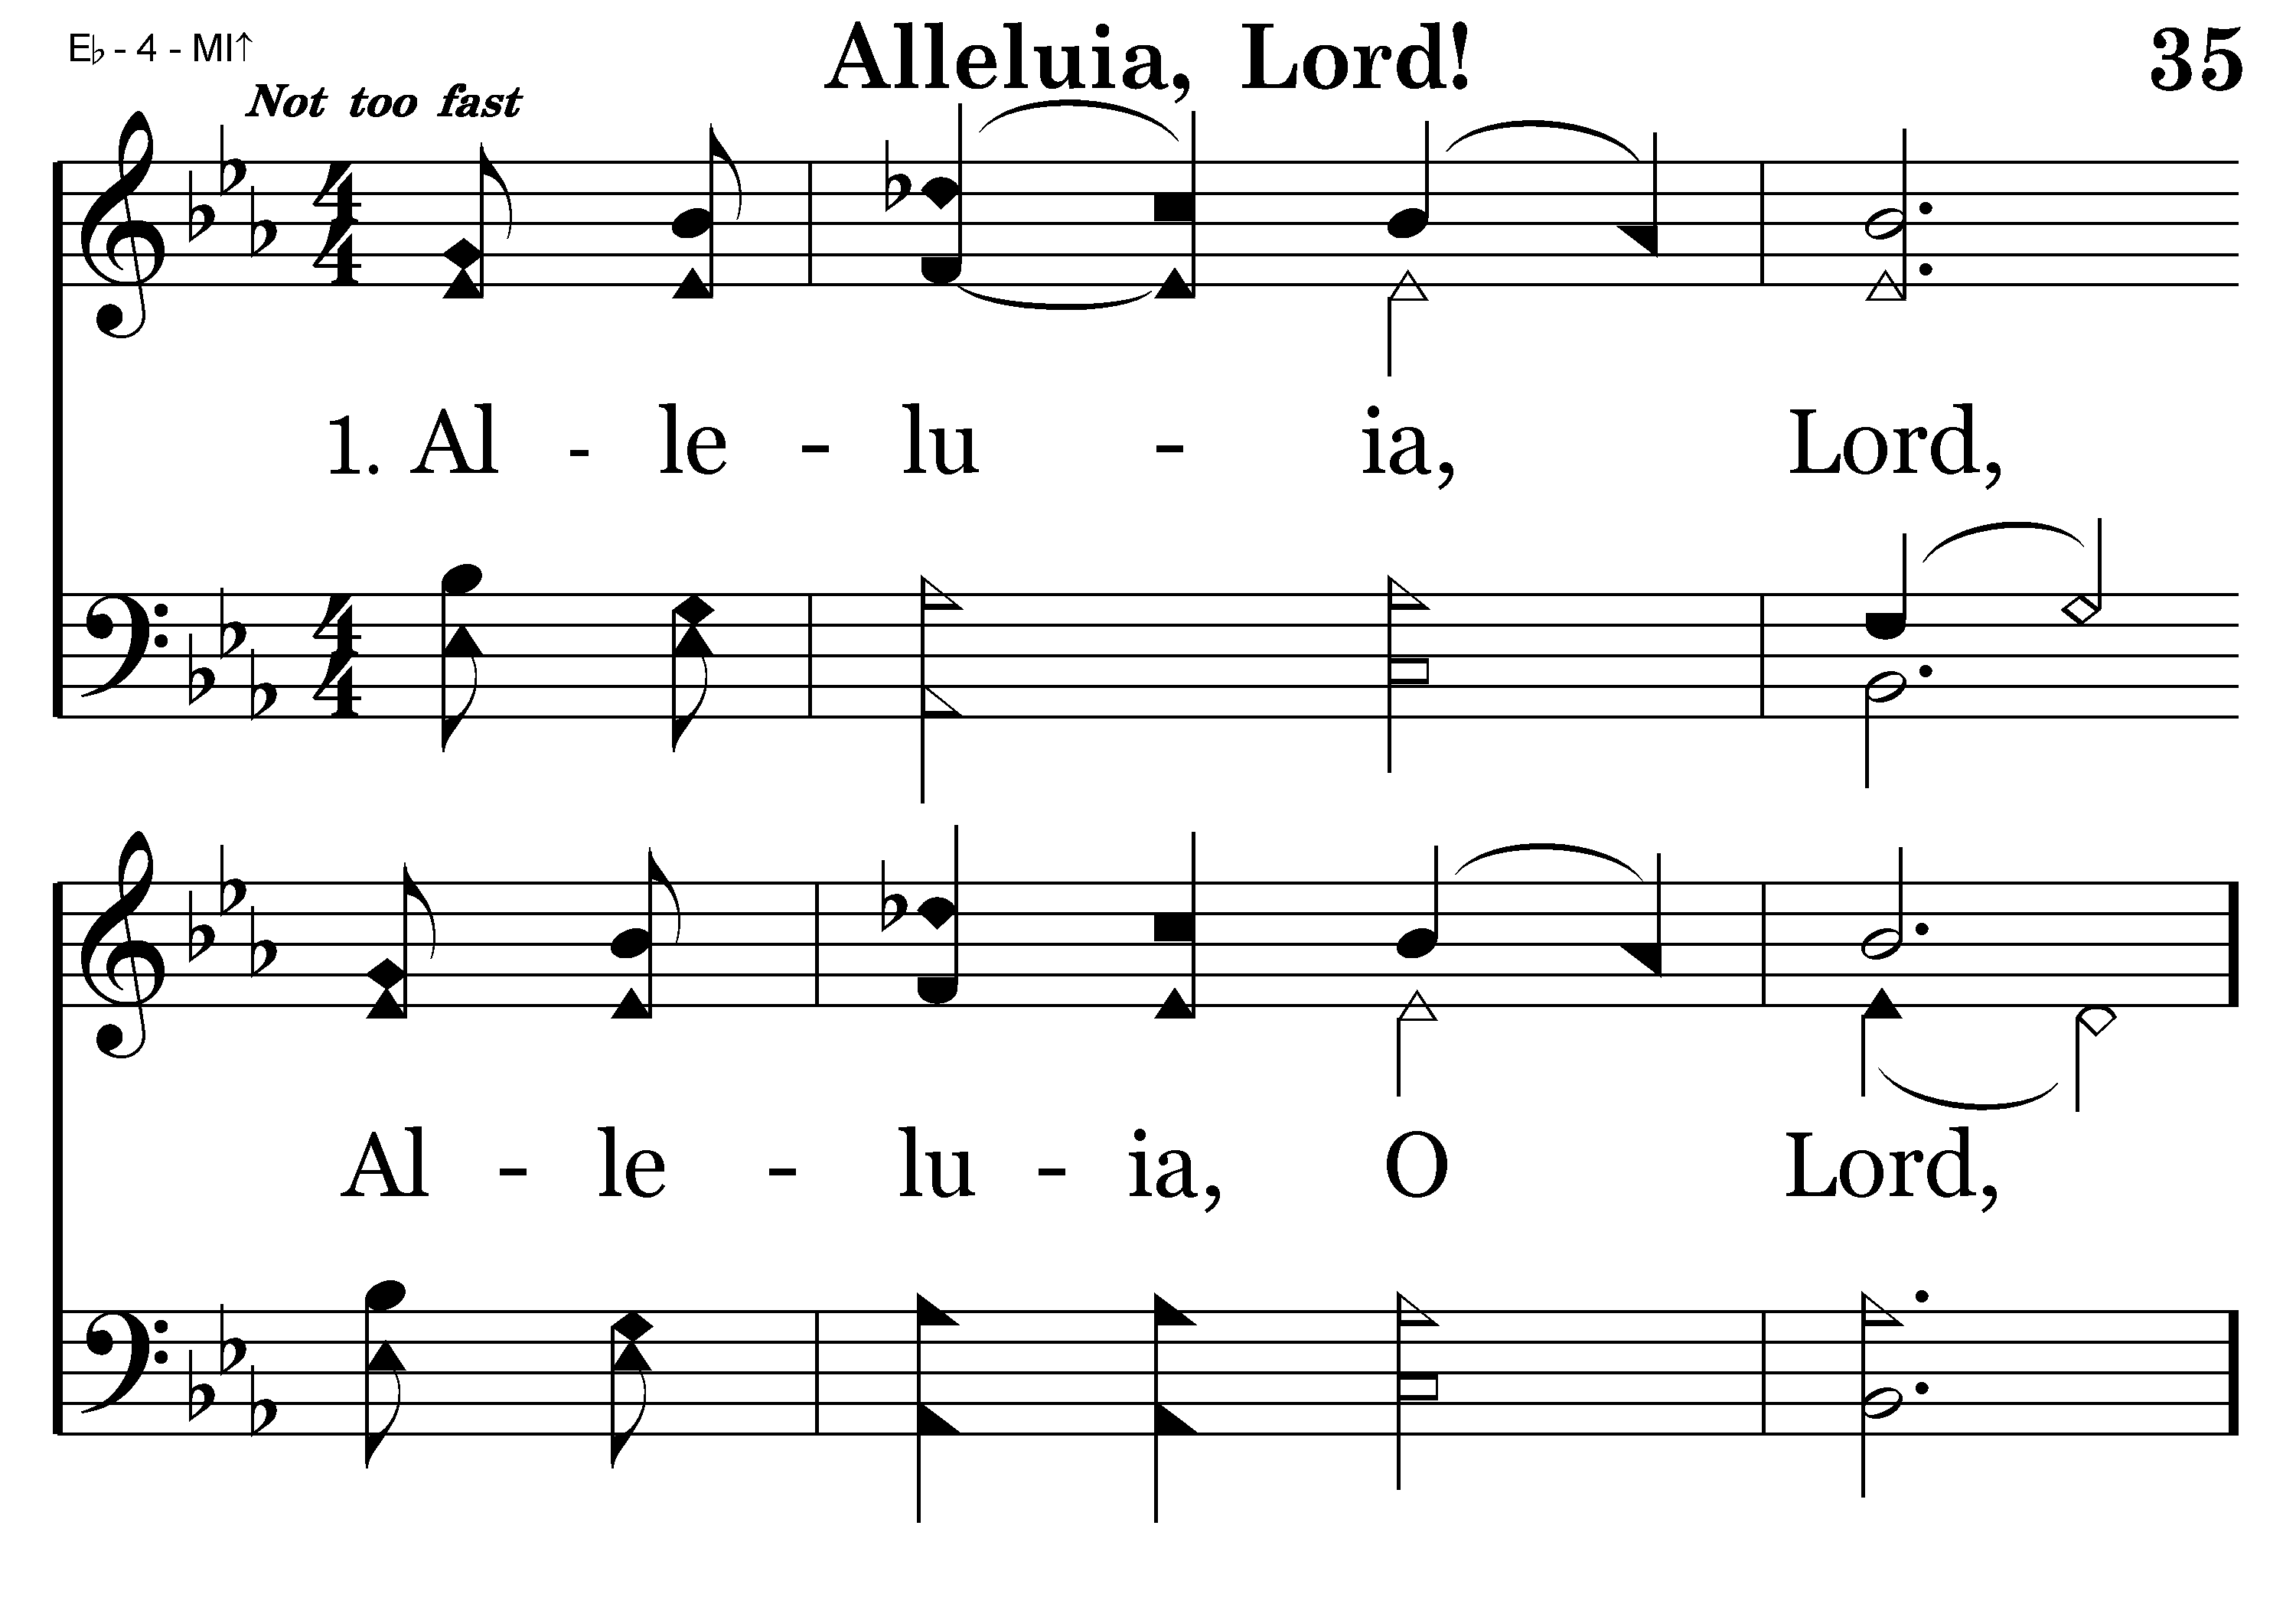 E♭ - 4 - MI↑
Alleluia, Lord!
35
Not too fast
1. Al - le - lu - ia, Lord,
Al - le - lu - ia, O Lord,